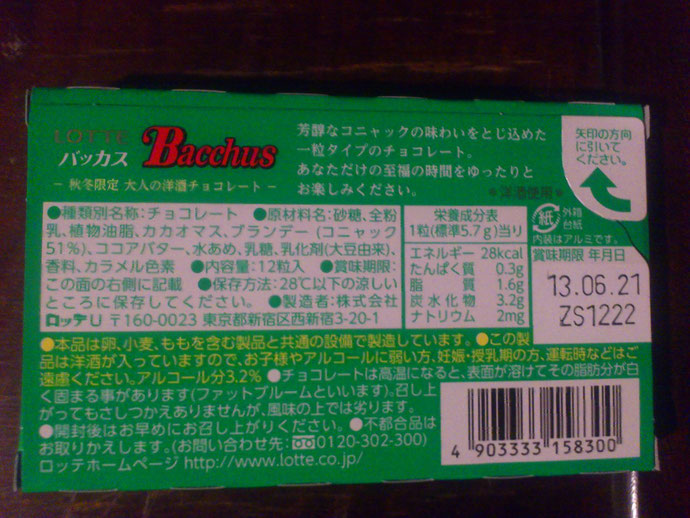 LOTTE
バッカス
Bacchus
− 秋冬限定 大人の洋酒チョコレート −
芳醇なコニャックの味わいをとじ込めた
一粒タイプのチョコレート。
あなただけの至福の時間をゆったりと
お楽しみください。
＊洋酒使用＊
矢印の方向
に引いて
ください。
紙
外箱
台紙
内装はアルミです。
●種類別名称:チョコレート ●原材料名:砂糖、全粉
乳、植物油脂、カカオマス、ブランデー(コニャック
51%)、ココアバター、水あめ、乳糖、乳化剤(大豆由来)、
香料、カラメル色素 ●内容量:12粒入 ●賞味期限:
この面の右側に記載 ●保存方法:28℃以下の涼しい
ところに保存してください。 ●製造者:株式会社
ロッテU 〒160-0023 東京都新宿区西新宿3-20-1
栄養成分表
1粒(標準5.7g)当り
エネルギー 28kcal
たんぱく質 0.3g
脂質 1.6g
炭水化物 3.2g
ナトリウム 2mg
賞味期限 年月日
13.06.21
ZS1222
●本品は卵、小麦、ももを含む製品と共通の設備で製造しています。●この製
品は洋酒が入っていますので、お子様やアルコールに弱い方、妊娠・授乳期の方、運転時などはご
遠慮ください。アルコール分3.2% ●チョコレートは高温になると、表面が溶けてその脂肪分が白
く固まる事があります(ファットブルームといいます)。召し上
がってもさしつかえありませんが、風味の上では劣ります。
●開封後はお早めにお召し上がりください。 ●不都合品は
お取りかえします。(お問い合わせ先:0120-302-300)
ロッテホームページ http://www.lotte.co.jp/
4 903333 158300